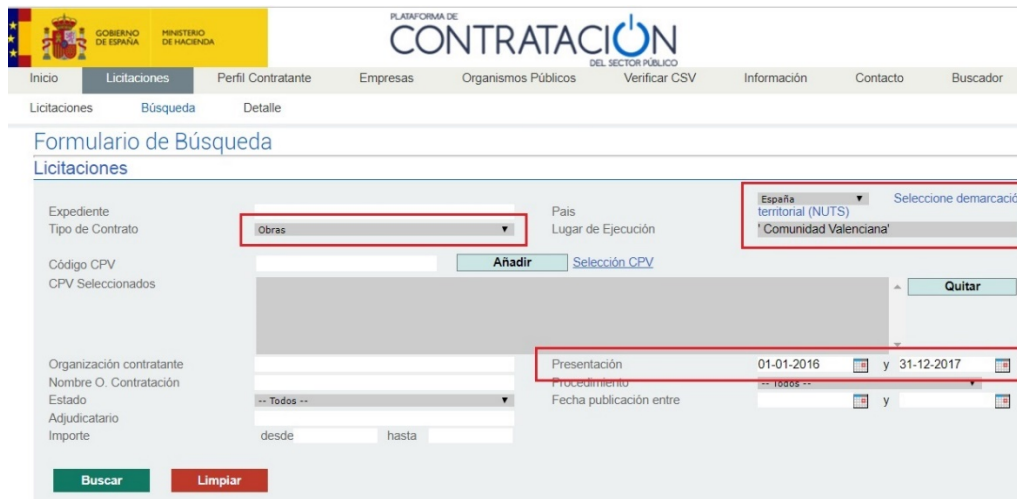 GOBIERNO DE ESPAÑA
MINISTERIO DE HACIENDA
PLATAFORMA DE
CONTRATACIÓN
DEL SECTOR PÚBLICO
Inicio Licitaciones Perfil Contratante Empresas Organismos Públicos Verificar CSV Información Contacto Buscador
Licitaciones Búsqueda Detalle
Formulario de Búsqueda
Licitaciones
Expediente Pais España Seleccione demarcació
territorial (NUTS)
Tipo de Contrato Obras Lugar de Ejecución ' Comunidad Valenciana'
Código CPV Añadir Selección CPV
CPV Seleccionados Quitar
Organización contratante Presentación 01-01-2016 y 31-12-2017
Nombre O. Contratación Procedimiento -- Todos --
Estado -- Todos -- Fecha publicación entre y
Adjudicatario
Importe desde hasta
Buscar Limpiar